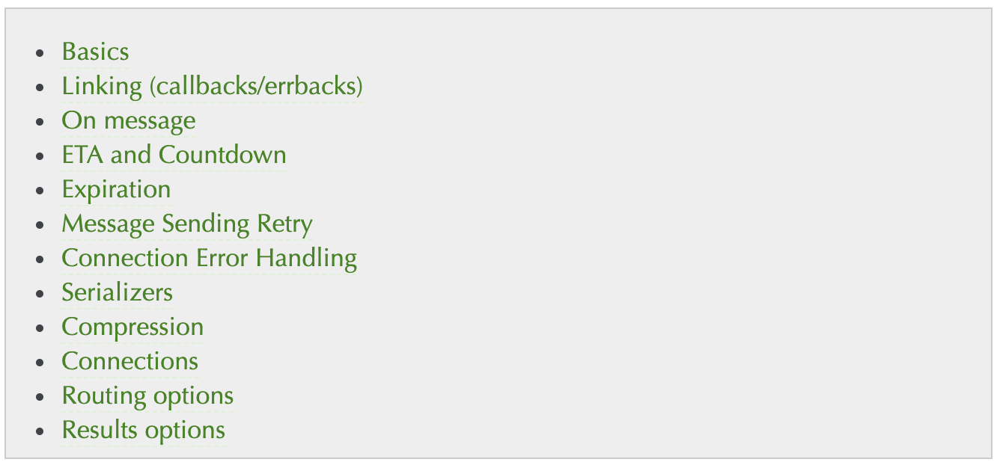 Basics
Linking (callbacks/errbacks)
On message
ETA and Countdown
Expiration
Message Sending Retry
Connection Error Handling
Serializers
Compression
Connections
Routing options
Results options